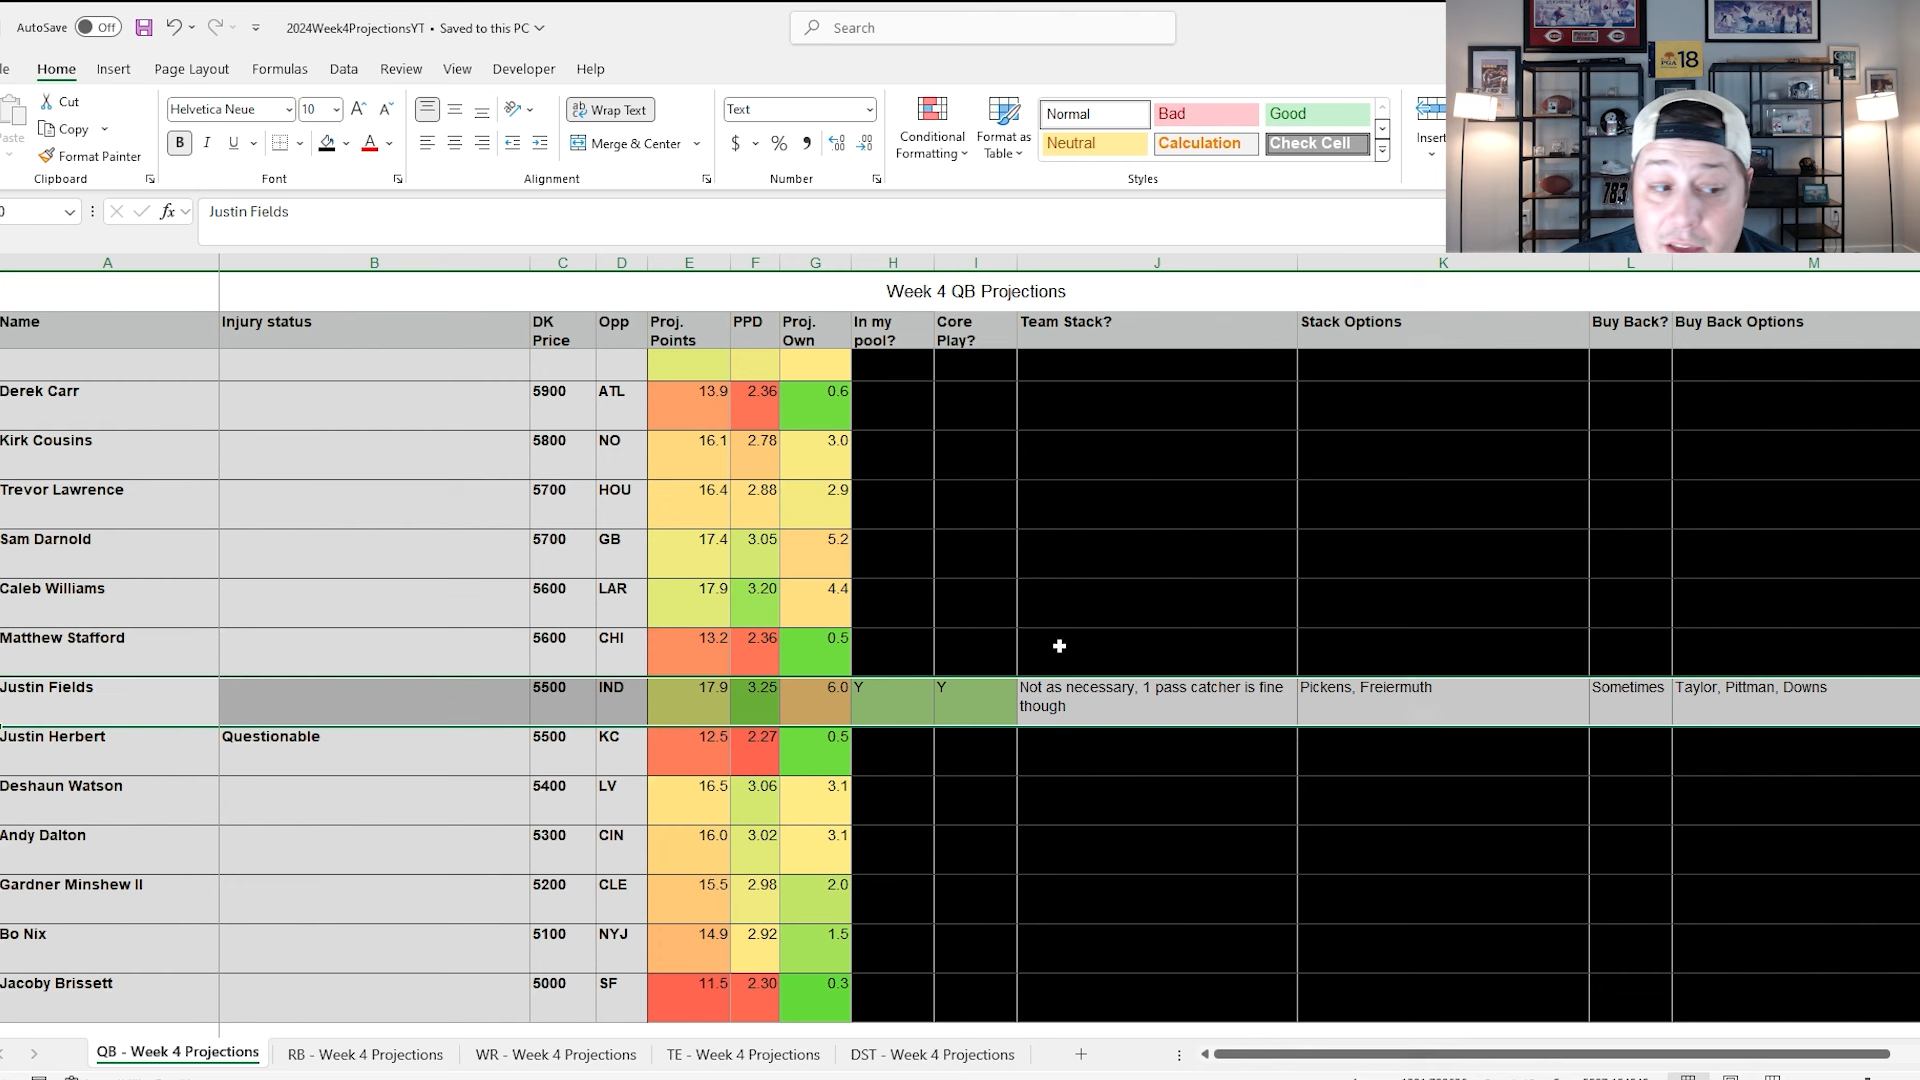 AutoSave Off 2024Week4ProjectionsYT • Saved to this PC Search
Home Insert Page Layout Formulas Data Review View Developer Help
Cut
Copy
Format Painter
Clipboard
Helvetica Neue 10
B I U
Font
Wrap Text
Merge & Center
Alignment
Text
$ %
Number
Conditional Formatting
Format as Table
Normal Bad Good
Neutral Calculation Check Cell
Styles
Insert
PGA 18
783
fx Justin Fields
A B C D E F G H I J K L M
Week 4 QB Projections
Name Injury status DK Price Opp Proj. Points PPD Proj. Own In my pool? Core Play? Team Stack? Stack Options Buy Back? Buy Back Options
Derek Carr 5900 ATL 13.9 2.36 0.6
Kirk Cousins 5800 NO 16.1 2.78 3.0
Trevor Lawrence 5700 HOU 16.4 2.88 2.9
Sam Darnold 5700 GB 17.4 3.05 5.2
Caleb Williams 5600 LAR 17.9 3.20 4.4
Matthew Stafford 5600 CHI 13.2 2.36 0.5
Justin Fields 5500 IND 17.9 3.25 6.0 Y Y Not as necessary, 1 pass catcher is fine though Pickens, Freiermuth Sometimes Taylor, Pittman, Downs
Justin Herbert Questionable 5500 KC 12.5 2.27 0.5
Deshaun Watson 5400 LV 16.5 3.06 3.1
Andy Dalton 5300 CIN 16.0 3.02 3.1
Gardner Minshew II 5200 CLE 15.5 2.98 2.0
Bo Nix 5100 NYJ 14.9 2.92 1.5
Jacoby Brissett 5000 SF 11.5 2.30 0.3
QB - Week 4 Projections RB - Week 4 Projections WR - Week 4 Projections TE - Week 4 Projections DST - Week 4 Projections